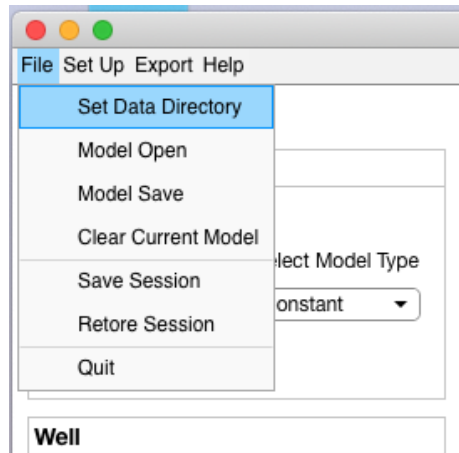 File Set Up Export Help
Set Data Directory
Model Open
Model Save
Clear Current Model
elect Model Type
Save Session
onstant
Retore Session
Quit
Well